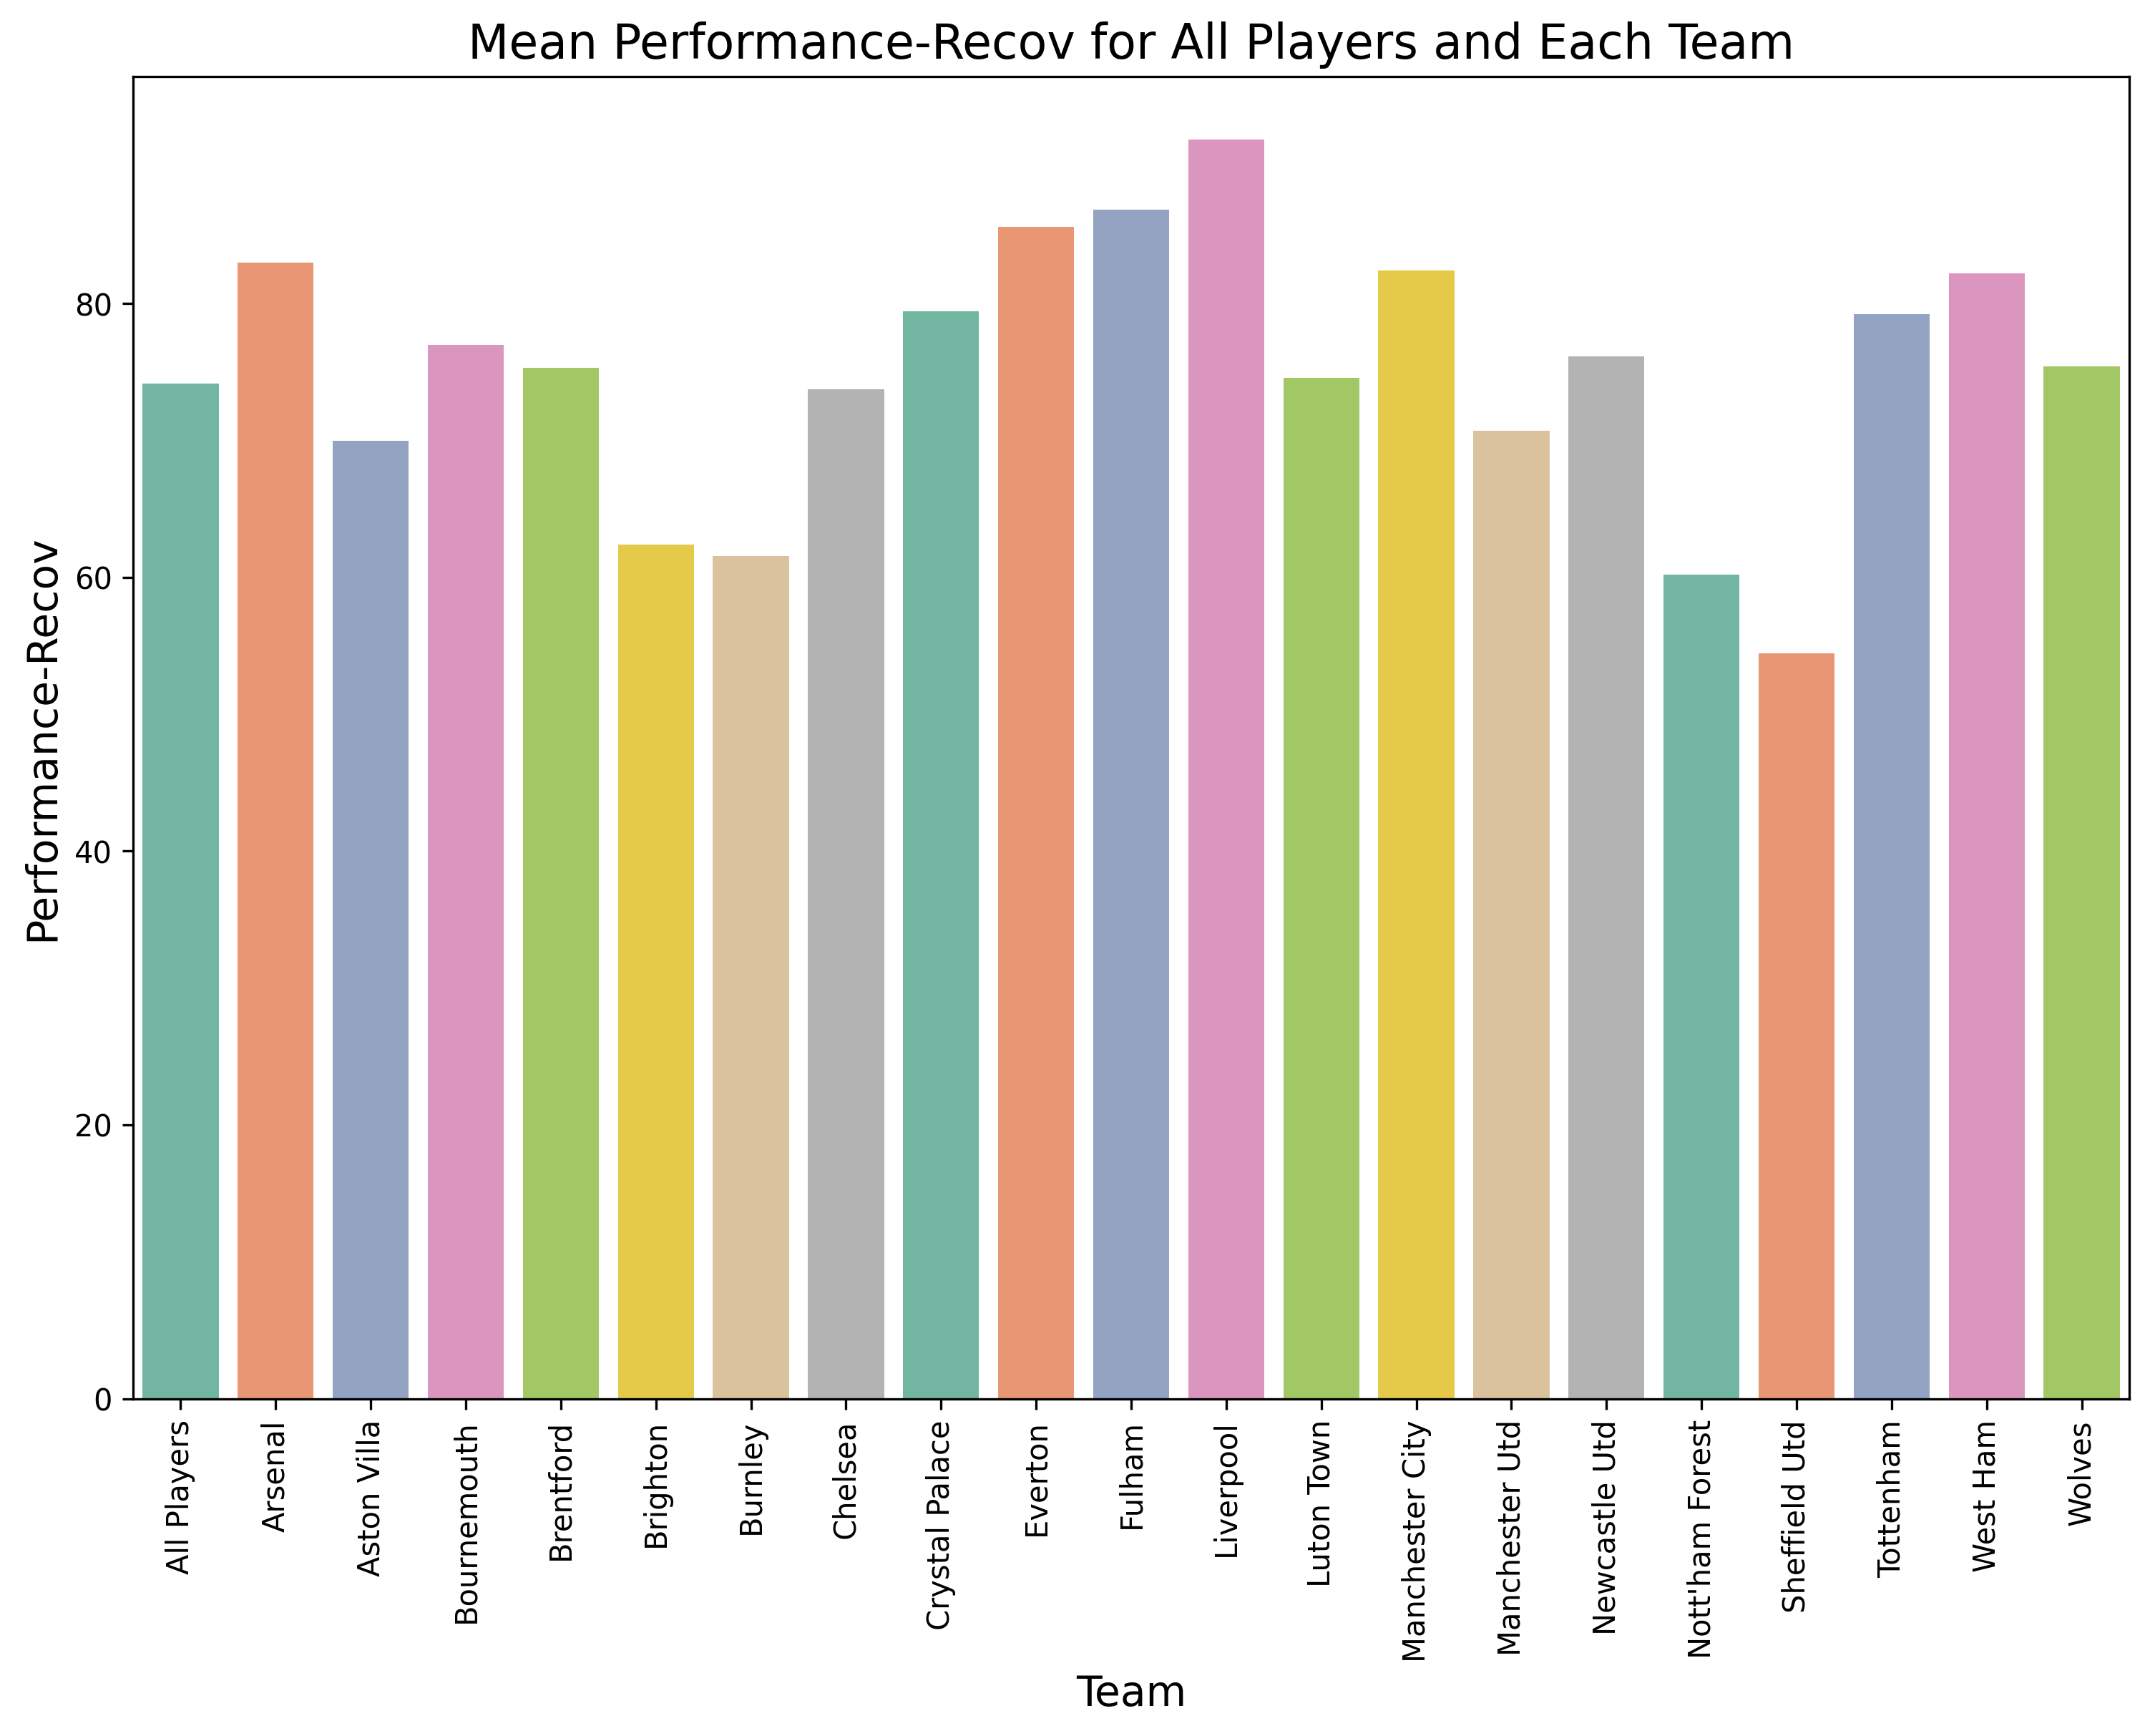 Mean Performance-Recov for All Players and Each Team
Performance-Recov
80
60
40
20
0
All Players
Arsenal
Aston Villa
Bournemouth
Brentford
Brighton
Burnley
Chelsea
Crystal Palace
Everton
Fulham
Liverpool
Luton Town
Manchester City
Manchester Utd
Newcastle Utd
Nott'ham Forest
Sheffield Utd
Tottenham
West Ham
Wolves
Team